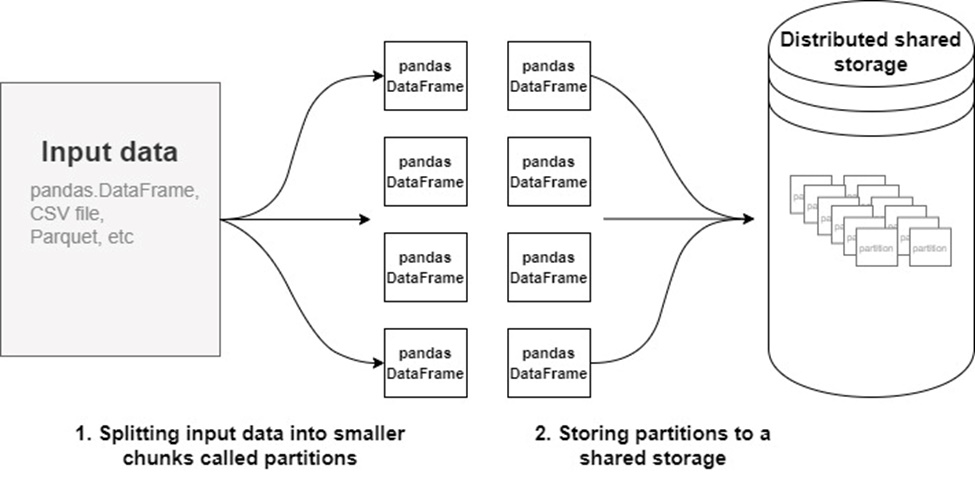 Input data
pandas.DataFrame,
CSV file,
Parquet, etc
pandas
DataFrame
pandas
DataFrame
pandas
DataFrame
pandas
DataFrame
pandas
DataFrame
pandas
DataFrame
pandas
DataFrame
pandas
DataFrame
Distributed shared
storage
partition
partition
1. Splitting input data into smaller
chunks called partitions
2. Storing partitions to a
shared storage